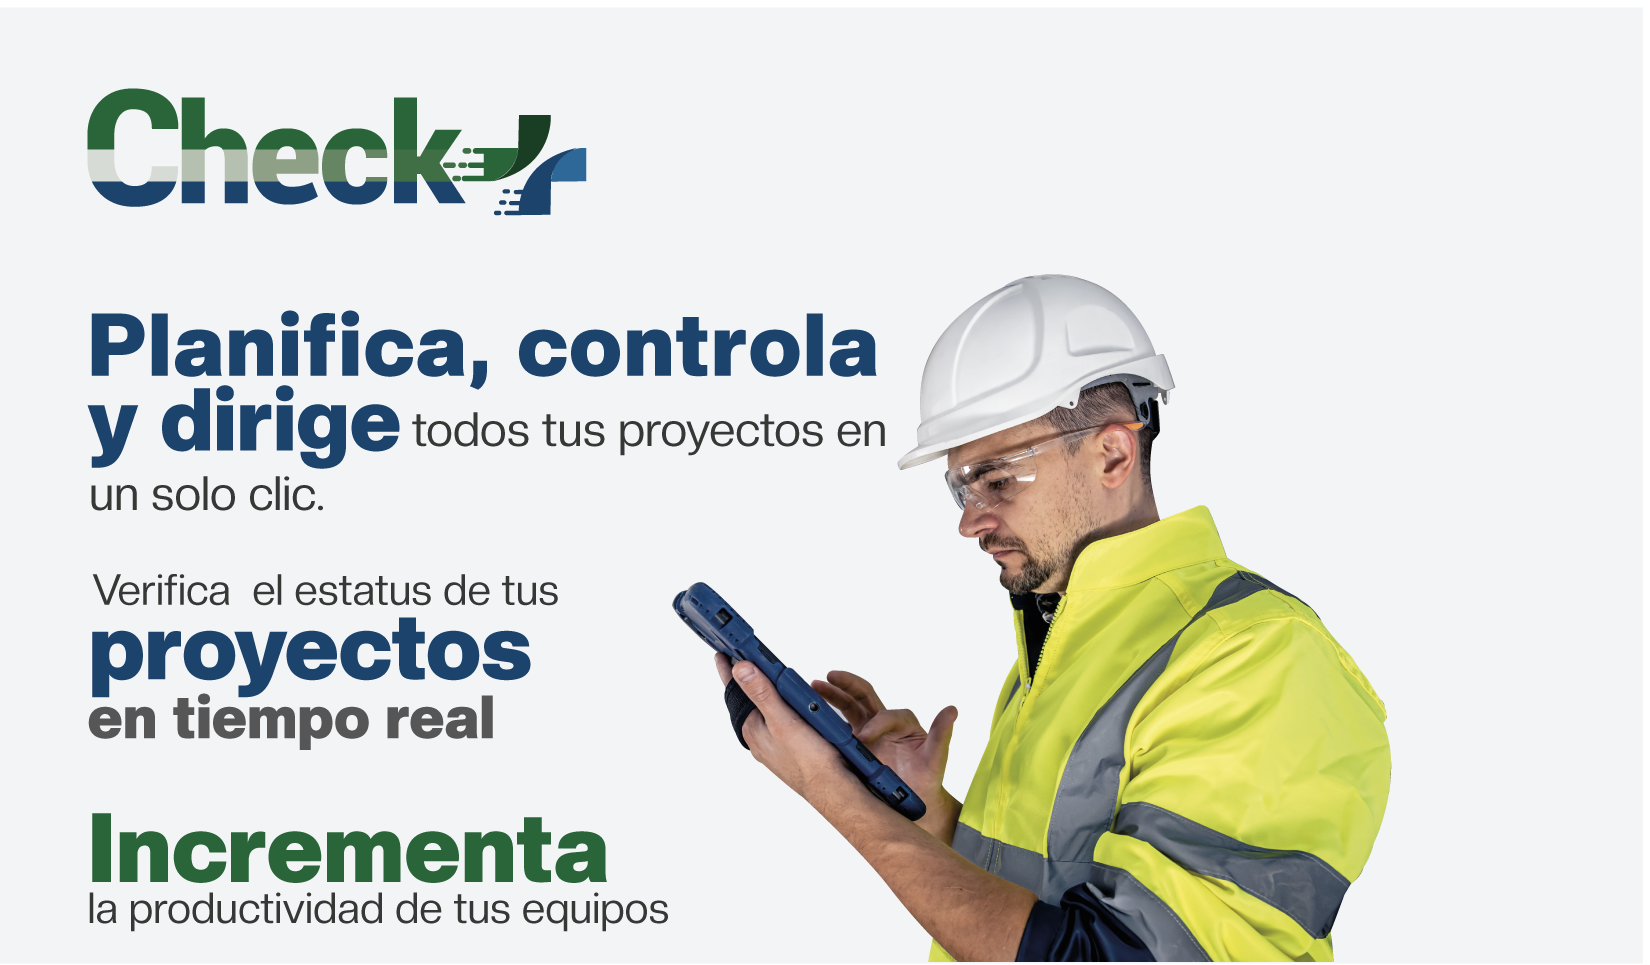 Check
Planifica, controla
y dirige todos tus proyectos en
un solo clic.
Verifica el estatus de tus
proyectos
en tiempo real
Incrementa
la productividad de tus equipos